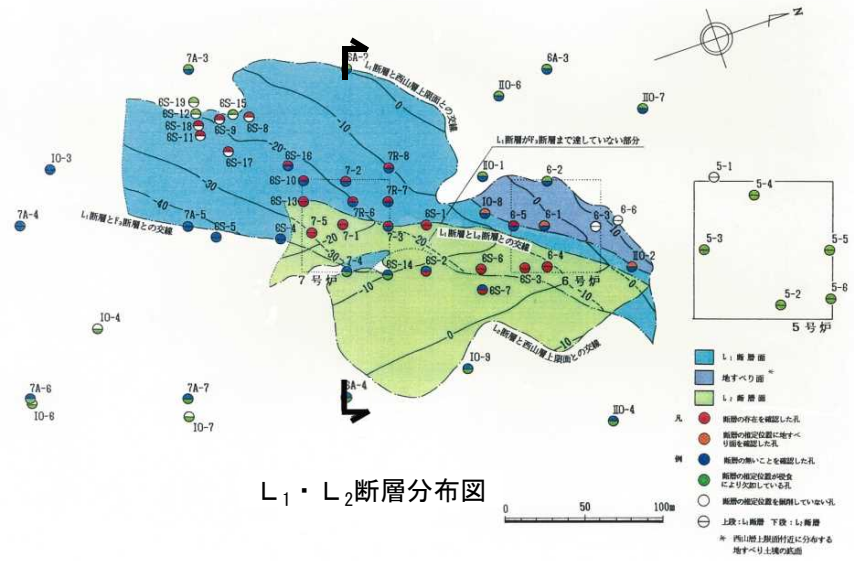 N
7A-3
6A-2
6A-3
ⅡO-6
ⅡO-7
L₁断層と西山層上限面との交線
0
-10
-20
-30
-40
6S-19
6S-12
6S-18
6S-11
6S-15
6S-9
6S-8
6S-17
6S-16
L₁断層がF₃断層まで達していない部分
IO-3
7R-8
7-2
6S-10
ⅡO-1
6-2
5-1
5-4
6S-13
7R-7
IO-8
7A-4
L₁断層とF₃断層との交線
7A-5
6S-5
6S-4
7-5
7R-6
7-1
7-3
6S-1
L₁断層とL₂断層との交線
6-5
6-1
6-3
6-6
5-3
5-5
-20
-10
7-4
6S-14
6S-2
6S-6
6S-3
6-4
ⅡO-2
7号炉
6号炉
6S-7
5-2
5-6
5号炉
IO-4
0
-10
L₂断層と西山層上限面との交線
IO-9
7A-6
IO-6
7A-7
IO-7
6A-4
ⅡO-4
L₁断層面
地すべり面 *
L₂断層面
凡例
断層の存在を確認した孔
断層の推定位置に地すべ
り面を確認した孔
断層の無いことを確認した孔
断層の推定位置が侵食
により欠如している孔
断層の推定位置を掘削していない孔
上段:L₁断層 下段:L₂断層
* 西山層上限面付近に分布する
地すべり土塊の底面
L₁・L₂断層分布図
0 50 100m